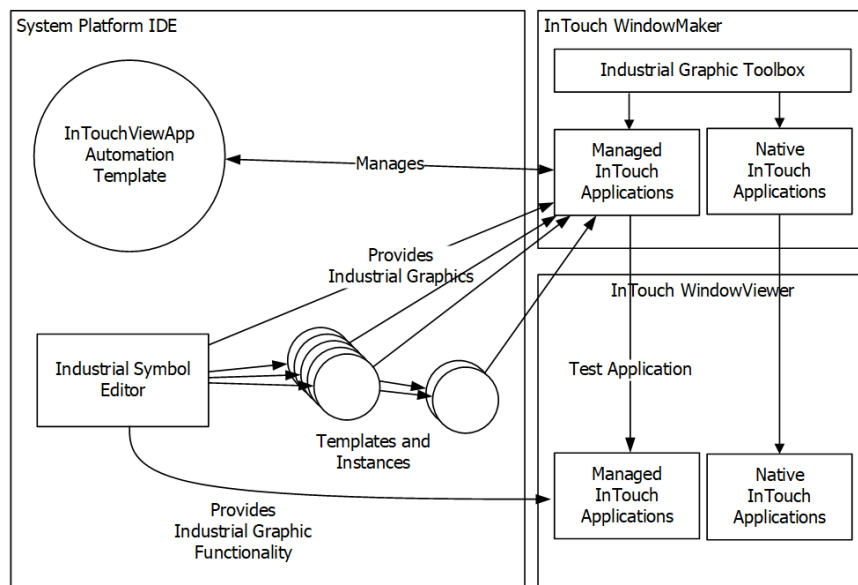 System Platform IDE
InTouch WindowMaker
Industrial Graphic Toolbox
InTouchViewApp
Automation
Template
Manages
Managed
InTouch
Applications
Native
InTouch
Applications
Provides
Industrial Graphics
InTouch WindowViewer
Industrial Symbol
Editor
Test Application
Templates and
Instances
Managed
InTouch
Applications
Native
InTouch
Applications
Provides
Industrial Graphic
Functionality